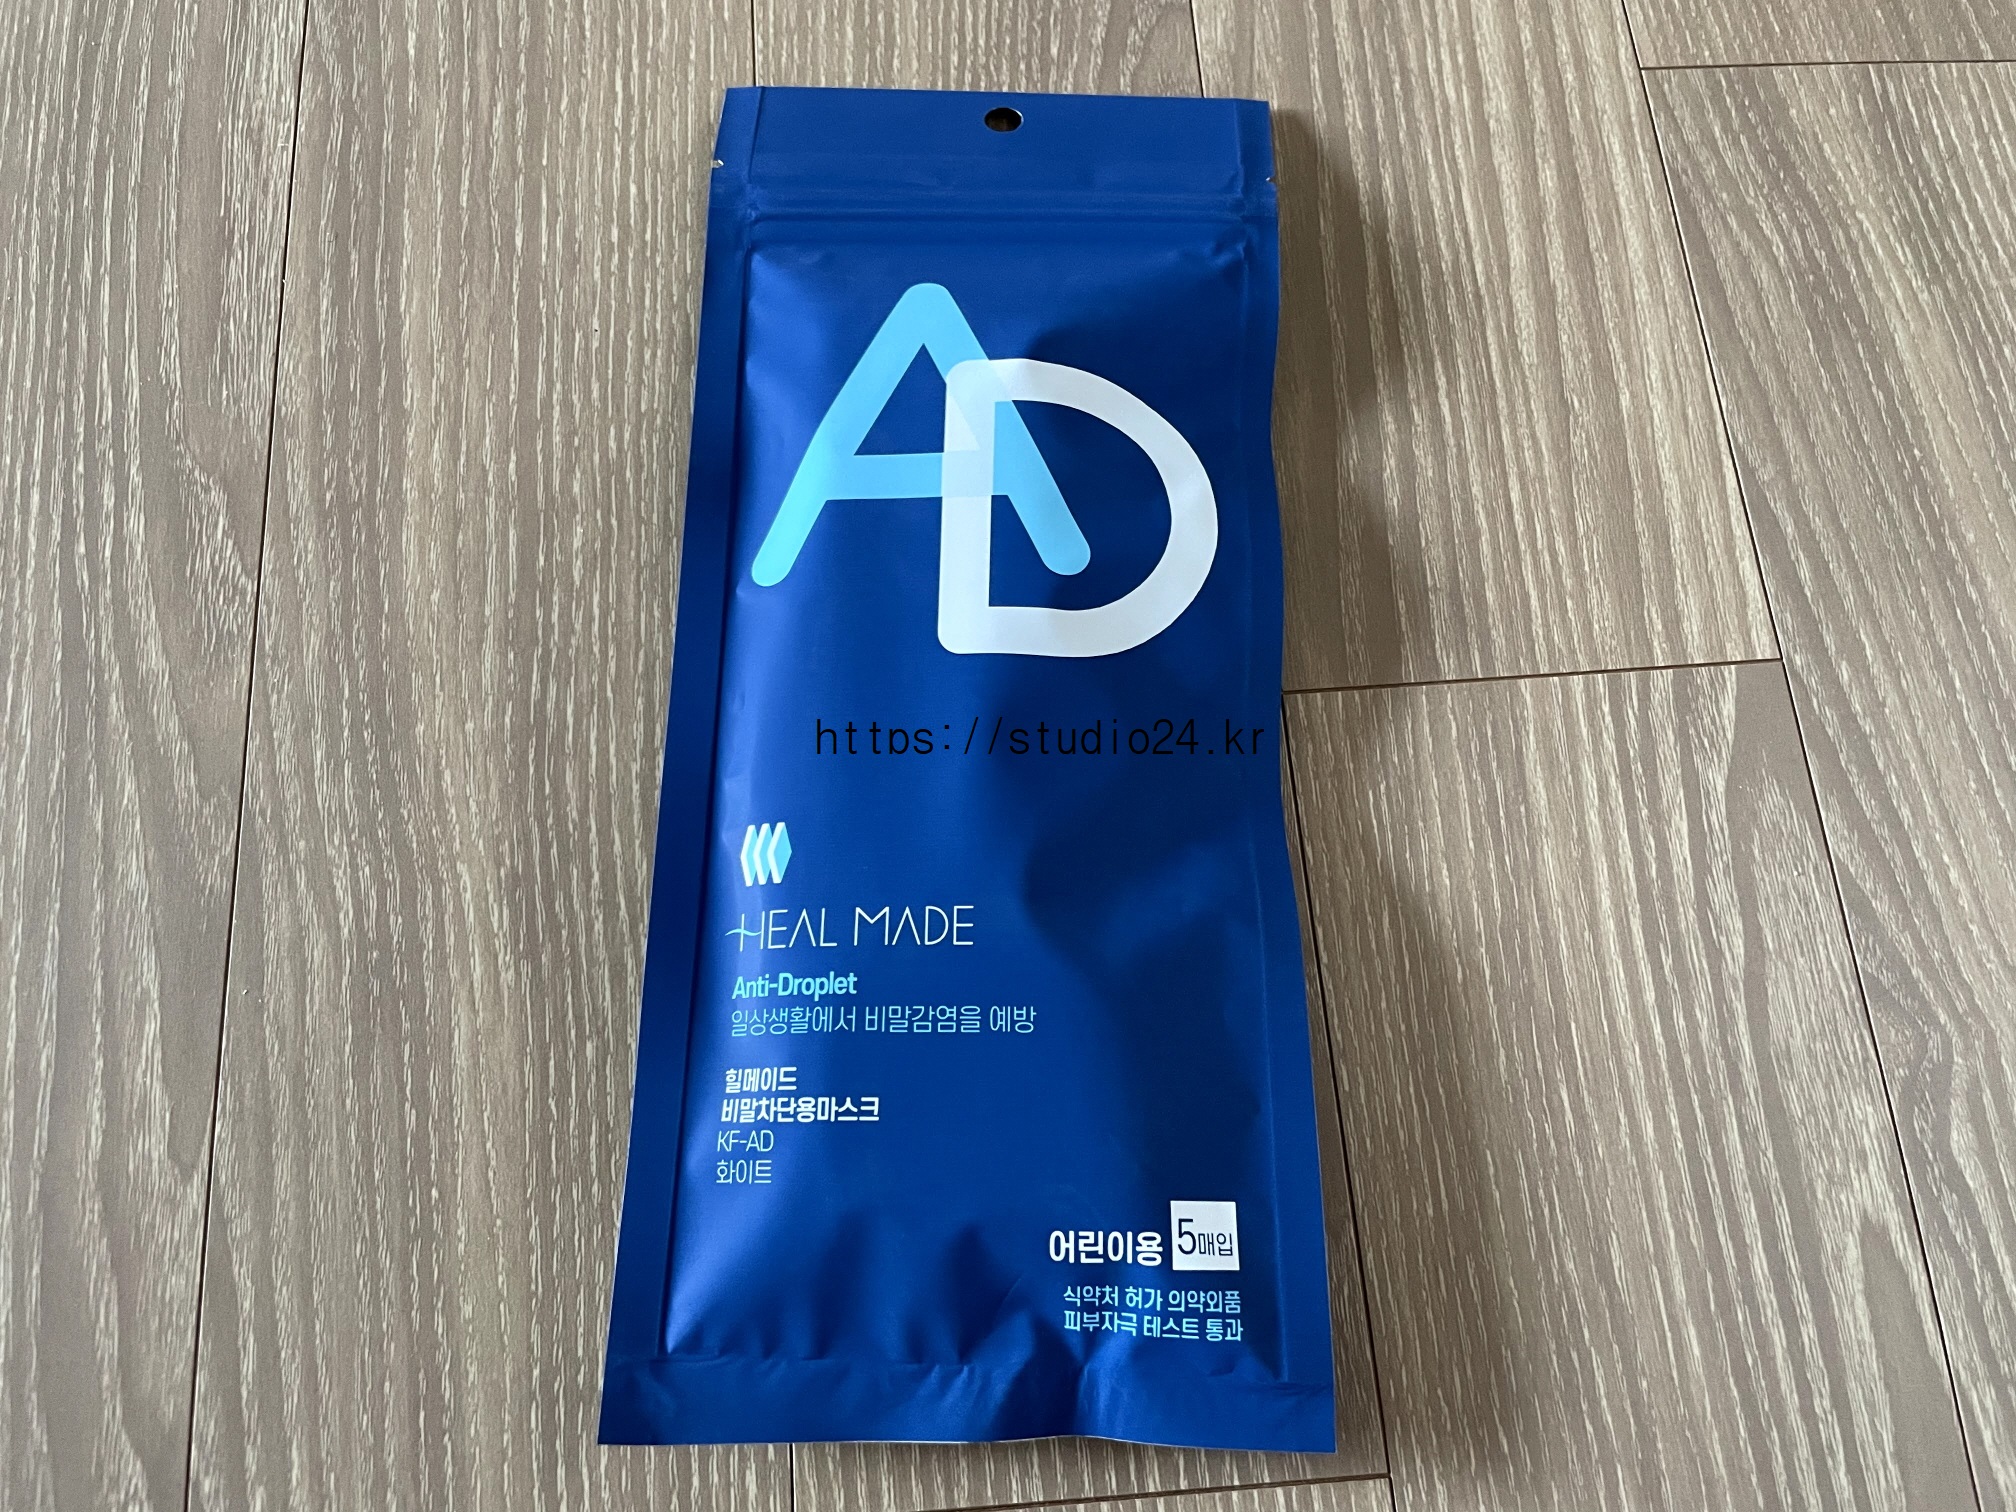 AD
https://studio24.kr
HEAL MADE
Anti-Droplet
일상생활에서 비말감염을 예방
힐메이드
비말차단용마스크
KF-AD
화이트
어린이용 5매입
식약처 허가 의약외품
피부자극 테스트 통과